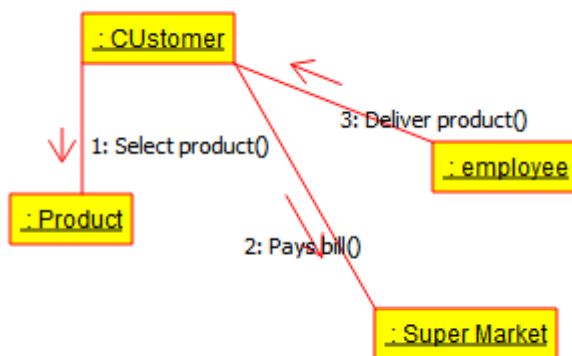 : CUstomer
3: Deliver product()
1: Select product()
: employee
: Product
2: Pays bill()
: Super Market